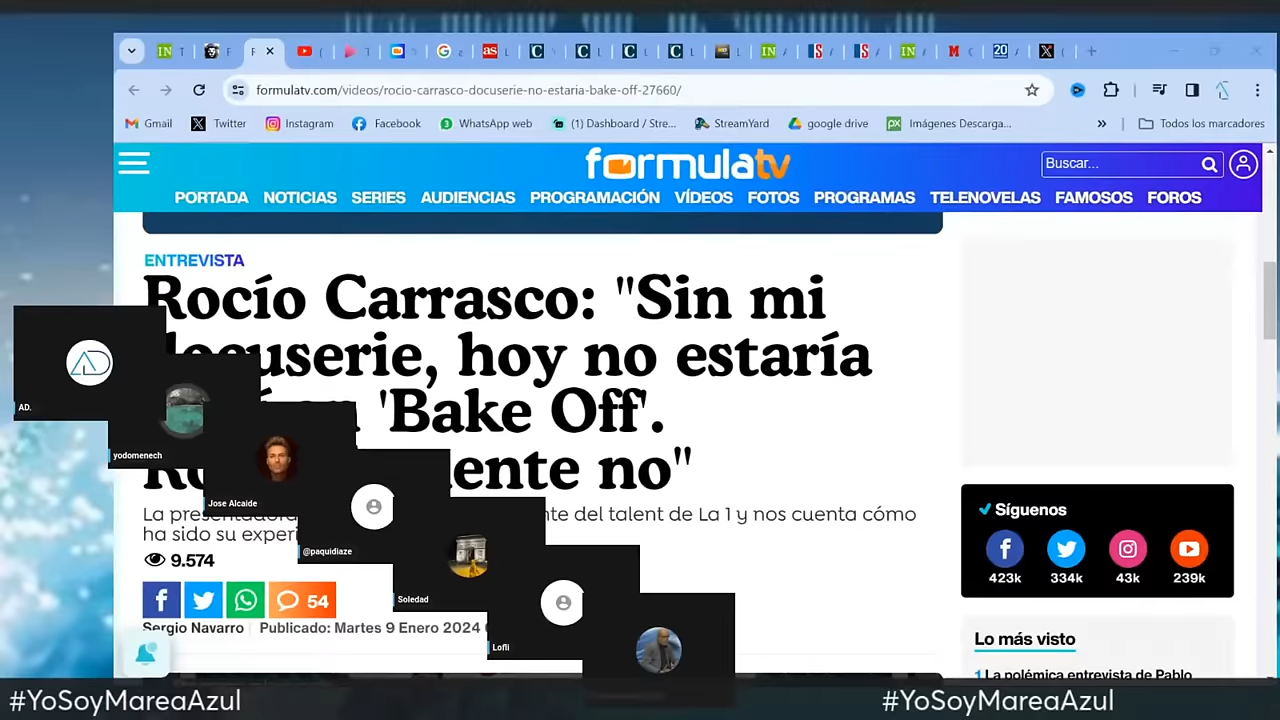 formulatv.com/videos/rocio-carrasco-docuserie-no-estaria-bake-off-27660/
Gmail
Twitter
Instagram
Facebook
WhatsApp web
(1) Dashboard / Stre...
StreamYard
google drive
Imágenes Descarga...
»
Todos los marcadores
formulatv
Buscar...
PORTADA NOTICIAS SERIES AUDIENCIAS PROGRAMACIÓN VÍDEOS FOTOS PROGRAMAS TELENOVELAS FAMOSOS FOROS
ENTREVISTA
Rocío Carrasco: "Sin mi
docuserie, hoy no estaría
en 'Bake Off'.
no"
La presentadora del talent de La 1 y nos cuenta cómo
ha sido su
9.574
54
Sergio Navarro
Publicado: Martes 9 Enero 2024
Síguenos
423k 334k 43k 239k
Lo más visto
1 La polémica entrevista de Pablo
AD.
yodomenech
Jose Alcaide
@paquidiaze
Soledad
Lofli
#YoSoyMareaAzul
#YoSoyMareaAzul